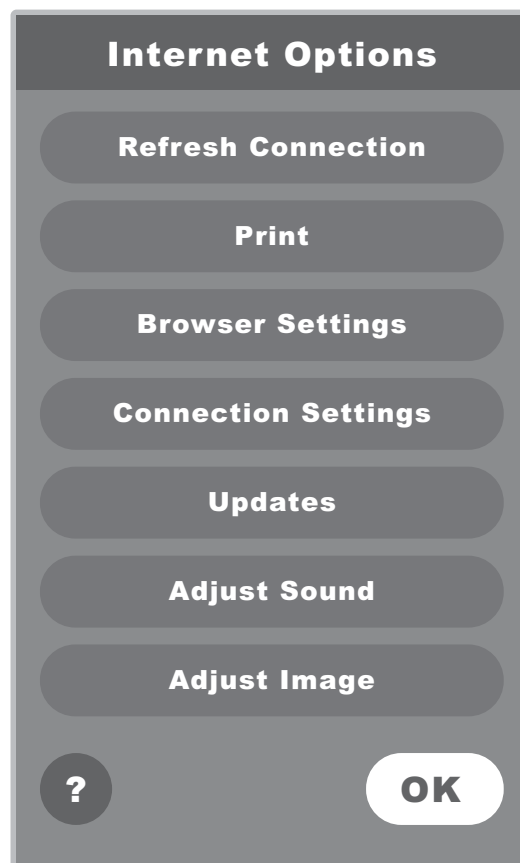 Internet Options
Refresh Connection
Print
Browser Settings
Connection Settings
Updates
Adjust Sound
Adjust Image
? OK